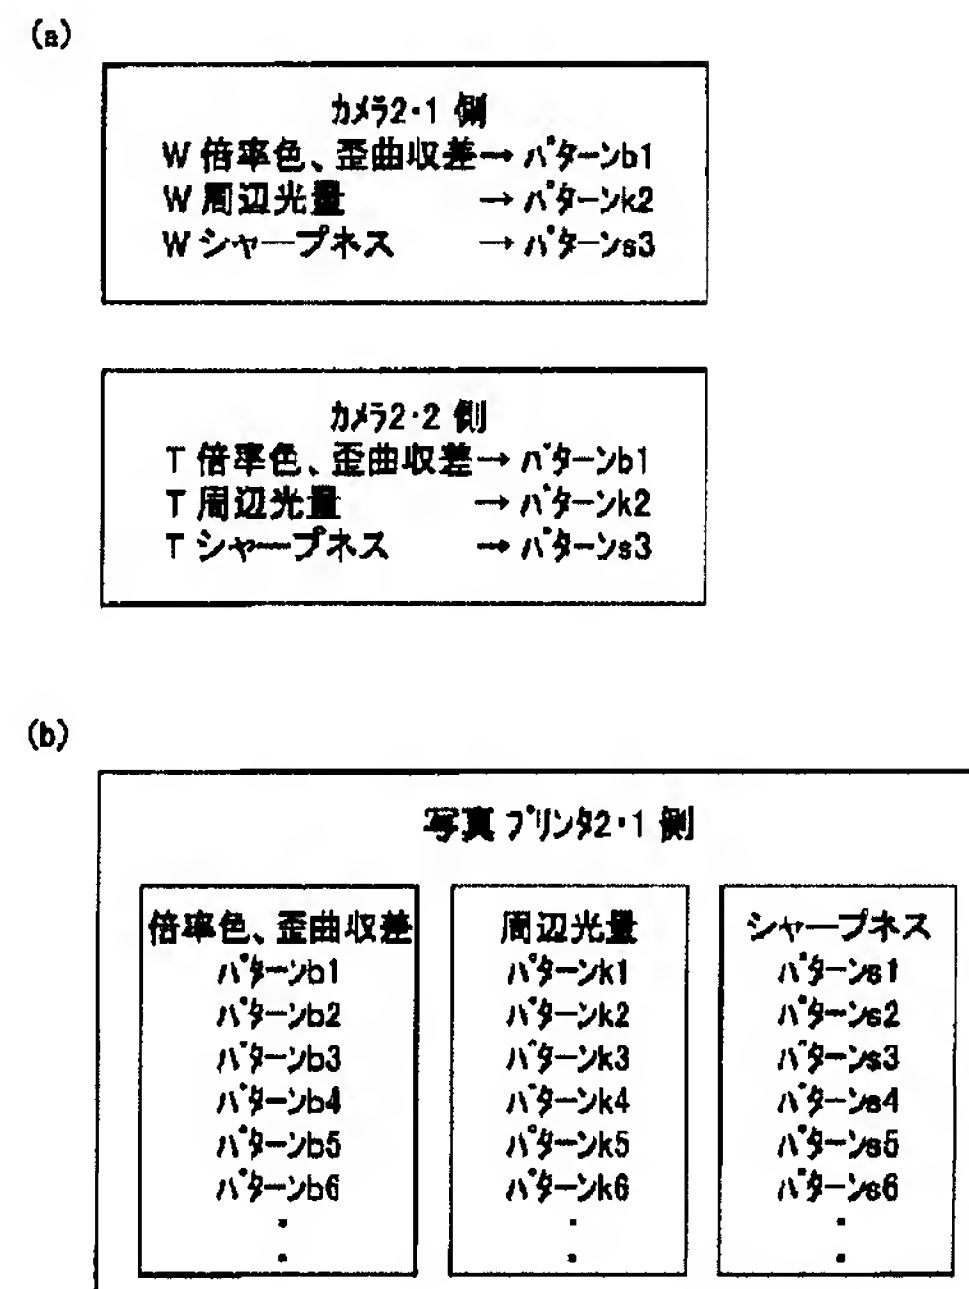 (a)
カメラ2・1 側
W 倍率色、歪曲収差→ パターンb1
W 周辺光量 → パターンk2
W シャープネス → パターンs3
カメラ2・2 側
T 倍率色、歪曲収差→ パターンb1
T 周辺光量 → パターンk2
T シャープネス → パターンs3
(b)
写真プリンタ2・1 側
倍率色、歪曲収差
パターンb1
パターンb2
パターンb3
パターンb4
パターンb5
パターンb6
周辺光量
パターンk1
パターンk2
パターンk3
パターンk4
パターンk5
パターンk6
シャープネス
パターンs1
パターンs2
パターンs3
パターンs4
パターンs5
パターンs6